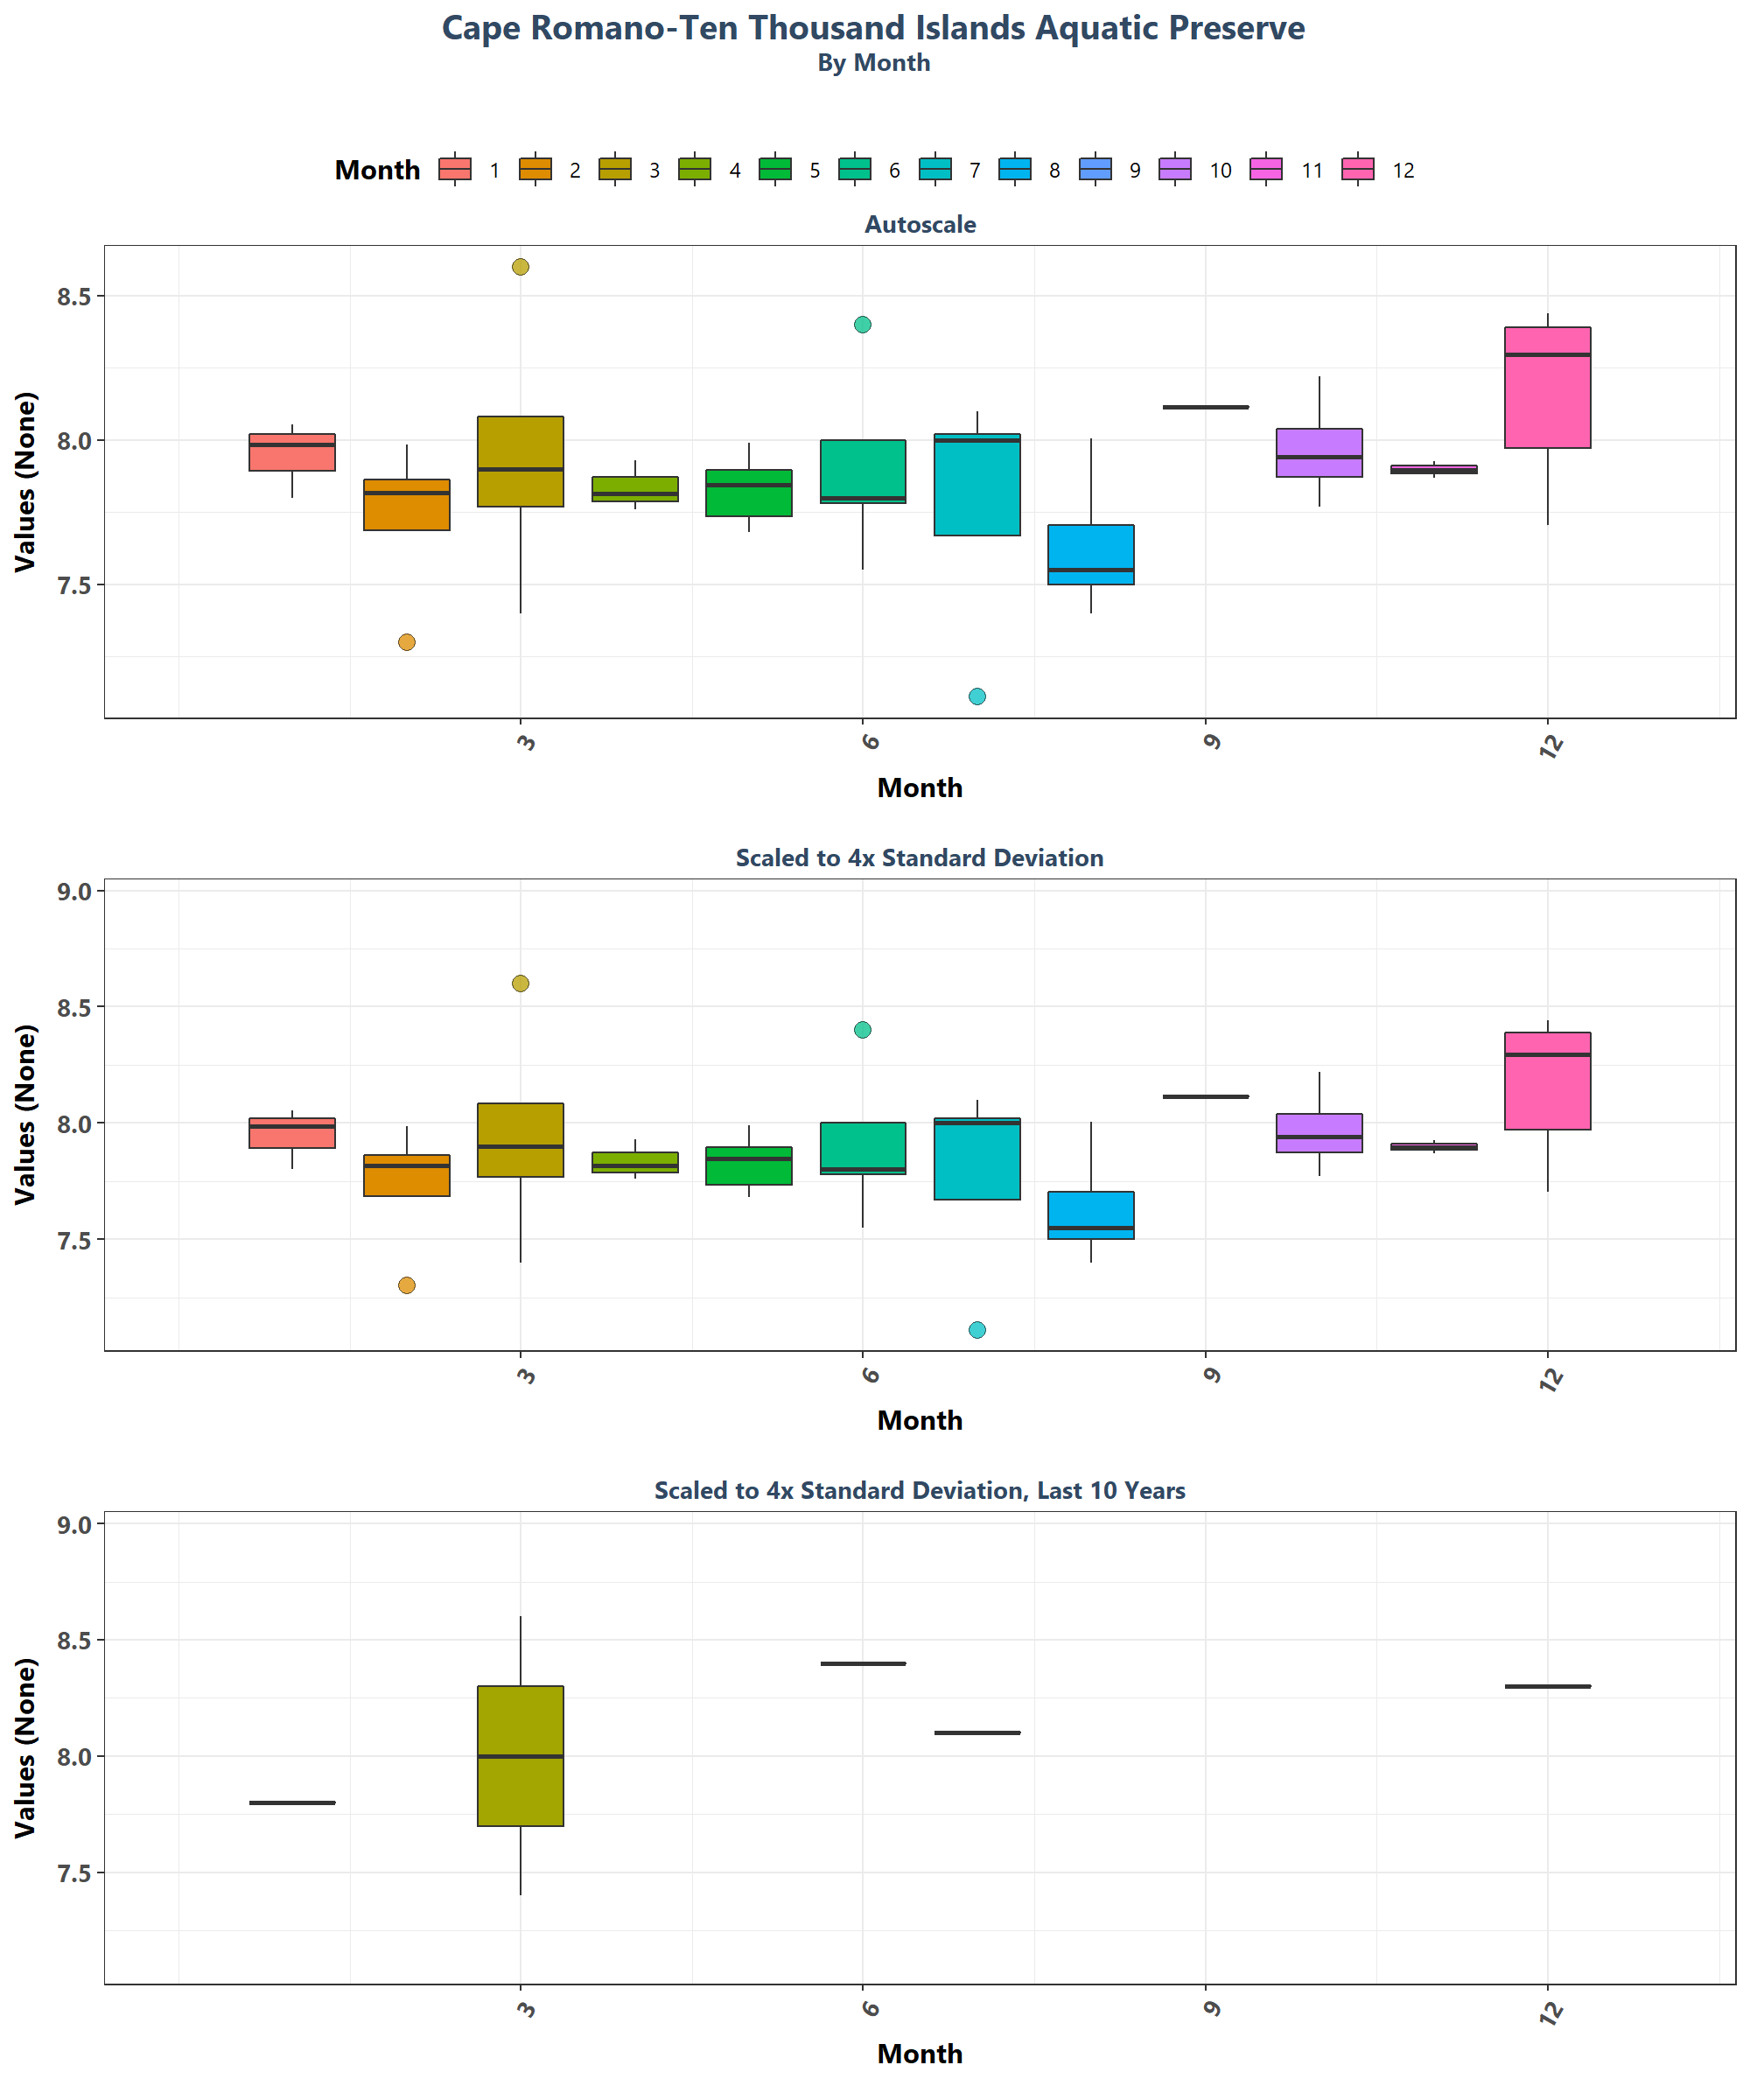 Cape Romano-Ten Thousand Islands Aquatic Preserve
By Month
Month 1 2 3 4 5 6 7 8 9 10 11 12
Autoscale
Values (None)
8.5
8.0
7.5
3 6 9 12
Month
Scaled to 4x Standard Deviation
Values (None)
9.0
8.5
8.0
7.5
3 6 9 12
Month
Scaled to 4x Standard Deviation, Last 10 Years
Values (None)
9.0
8.5
8.0
7.5
3 6 9 12
Month